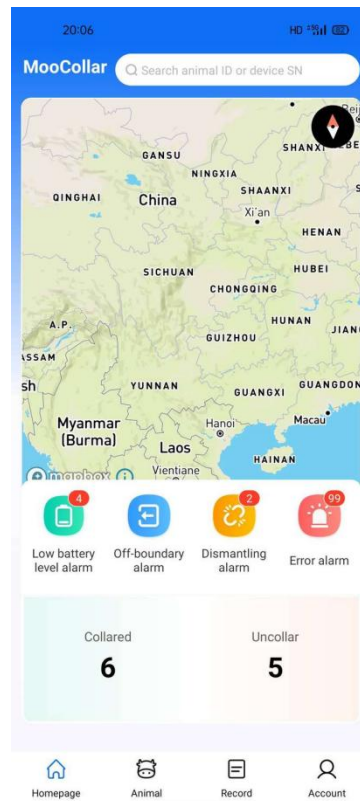 20:06
HD
MooCollar
Search animal ID or device SN
GANSU
SHANXI
NINGXIA
QINGHAI
China
SHAANXI
Xi'an
HENAN
SICHUAN
HUBEI
CHONGQING
HUNAN
A.P.
GUIZHOU
JIAN
ASSAM
sh
YUNNAN
GUANGXI
GUANGDON
Myanmar
(Burma)
Hanoi
Macau
Laos
HAINAN
Vientiane
mapbox
4
2
99
Low battery
level alarm
Off-boundary
alarm
Dismantling
alarm
Error alarm
Collared
Uncollar
6
5
Homepage
Animal
Record
Account